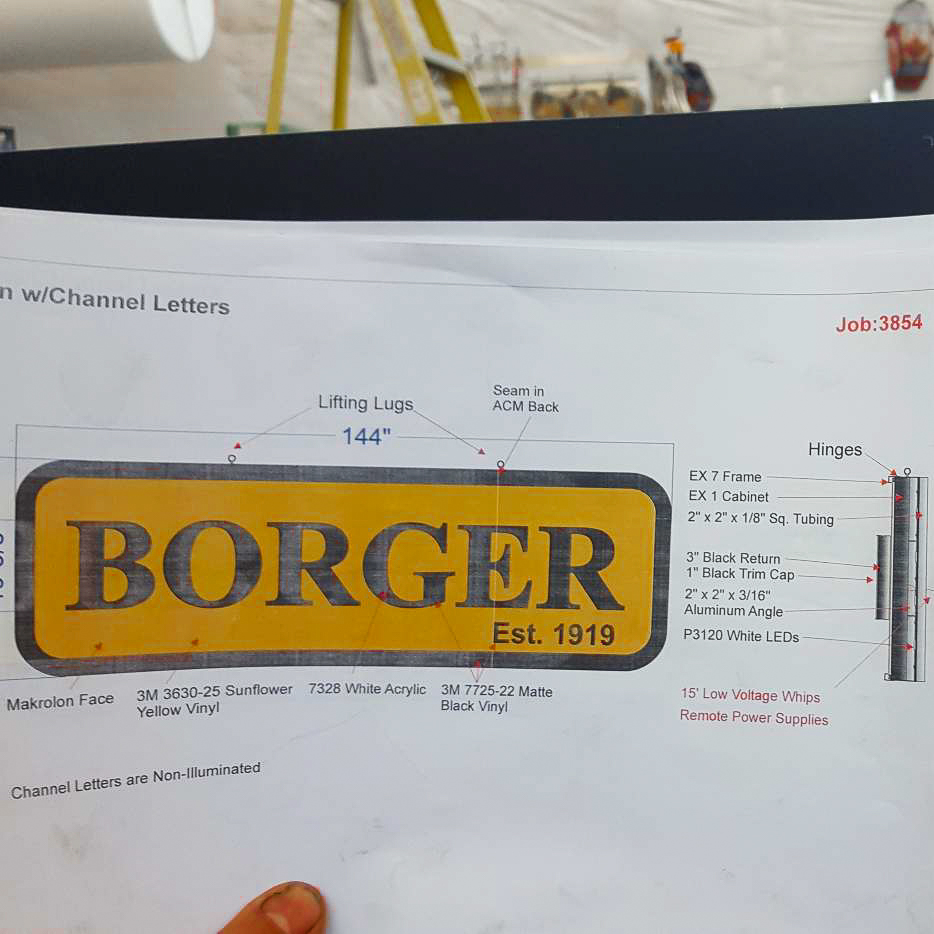 n w/Channel Letters
Job:3854
Lifting Lugs
Seam in
ACM Back
144"
Hinges
EX 7 Frame
EX 1 Cabinet
2" x 2" x 1/8" Sq. Tubing
3" Black Return
1" Black Trim Cap
2" x 2" x 3/16"
Aluminum Angle
P3120 White LEDs
BORGER
Est. 1919
Makrolon Face
3M 3630-25 Sunflower
Yellow Vinyl
7328 White Acrylic
3M 7725-22 Matte
Black Vinyl
15' Low Voltage Whips
Remote Power Supplies
Channel Letters are Non-Illuminated